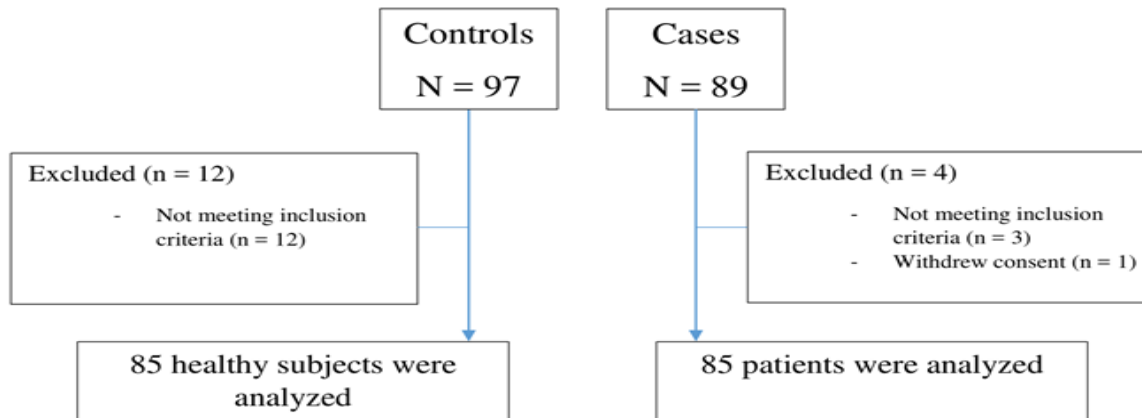 Controls
N = 97
Cases
N = 89
Excluded (n = 12)
- Not meeting inclusion
criteria (n = 12)
Excluded (n = 4)
- Not meeting inclusion
criteria (n = 3)
- Withdrew consent (n = 1)
85 healthy subjects were
analyzed
85 patients were analyzed